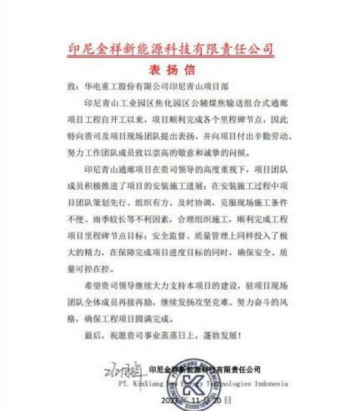 印尼金祥新能源科技有限责任公司
表扬信
致：华电重工股份有限公司印尼青山项目部
印尼青山工业园区焦化园区公辅煤焦输送组合式通廊
项目工程自开工以来，项目顺利完成各个里程碑节点，因此
特向贵司及项目现场团队提出表扬，并向项目付出辛勤劳动、
努力工作团队成员致以崇高的敬意和诚挚的问候。
印尼青山通廊项目在贵司领导的高度重视下，项目团队
成员积极推进了项目的安装施工进展；在安装施工过程中项
目团队策划先行、组织有方、及时协调，克服现场施工条件
不便、雨季较长等不利因素，合理组织施工，顺利完成工程
项目里程碑节点目标；安全监督、质量管理上同样投入了极
大的精力，在保障完成项目进度目标的同时，确保安全、质
量可控在控。
希望贵司领导继续大力支持本项目的建设，驻项目现场
团队全体成员再接再励，继续发扬攻坚克难、努力奋斗的风
格，确保工程项目圆满完成。
最后，祝愿贵司事业蒸蒸日上，蓬勃发展！
印尼金祥新能源科技有限责任公司
PT. KinXiang New Energy Technologies Indonesia
年 11 月 20 日